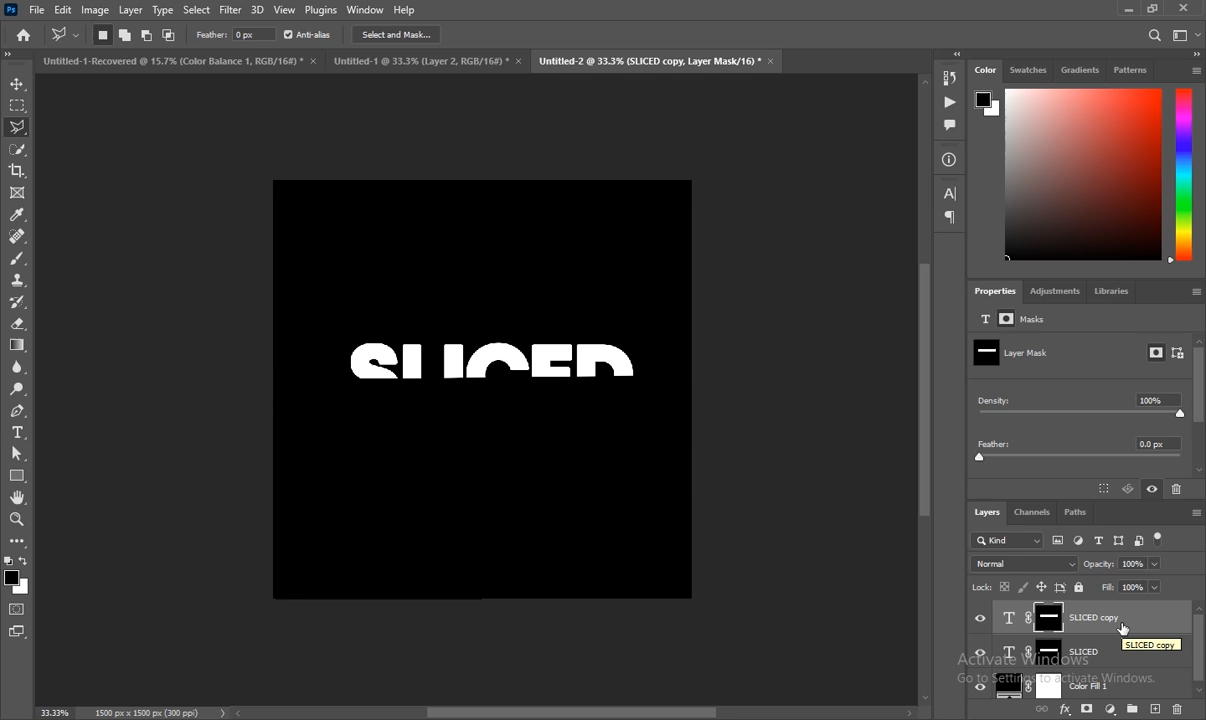 Ps File Edit Image Layer Type Select Filter 3D View Plugins Window Help
Feather: 0 px Anti-alias Select and Mask...
Untitled-1-Recovered @ 15.7% (Color Balance 1, RGB/16#) * × Untitled-1 @ 33.3% (Layer 2, RGB/16#) * × Untitled-2 @ 33.3% (SLICED copy, Layer Mask/16) * ×
Color Swatches Gradients Patterns
Properties Adjustments Libraries
T Masks
Layer Mask
Density: 100%
Feather: 0.0 px
SLICED
Layers Channels Paths
Kind
Normal Opacity: 100%
Lock: Fill: 100%
T SLICED copy
SLICED copy
T SLICED
Activate Windows
Go to Settings to activate Windows.
Color Fill 1
fx
33.33% 1500 px x 1500 px (300 ppi)